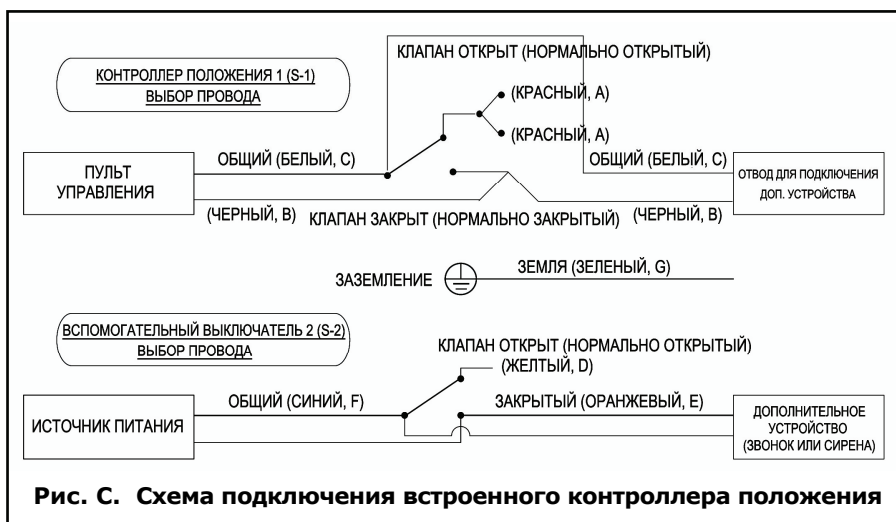 КЛАПАН ОТКРЫТ (НОРМАЛЬНО ОТКРЫТЫЙ)
КОНТРОЛЛЕР ПОЛОЖЕНИЯ 1 (S-1)
ВЫБОР ПРОВОДА
(КРАСНЫЙ, A)
(КРАСНЫЙ, A)
ПУЛЬТ
УПРАВЛЕНИЯ
ОБЩИЙ (БЕЛЫЙ, C)
ОБЩИЙ (БЕЛЫЙ, C)
ОТВОД ДЛЯ ПОДКЛЮЧЕНИЯ
ДОП. УСТРОЙСТВА
(ЧЕРНЫЙ, B)
КЛАПАН ЗАКРЫТ (НОРМАЛЬНО ЗАКРЫТЫЙ)
(ЧЕРНЫЙ, B)
ЗАЗЕМЛЕНИЕ
ЗЕМЛЯ (ЗЕЛЕНЫЙ, G)
ВСПОМОГАТЕЛЬНЫЙ ВЫКЛЮЧАТЕЛЬ 2 (S-2)
ВЫБОР ПРОВОДА
КЛАПАН ОТКРЫТ (НОРМАЛЬНО ОТКРЫТЫЙ)
(ЖЕЛТЫЙ, D)
ИСТОЧНИК ПИТАНИЯ
ОБЩИЙ (СИНИЙ, F)
ЗАКРЫТЫЙ (ОРАНЖЕВЫЙ, E)
ДОПОЛНИТЕЛЬНОЕ
УСТРОЙСТВО
(ЗВОНОК ИЛИ СИРЕНА)
Рис. C. Схема подключения встроенного контроллера положения